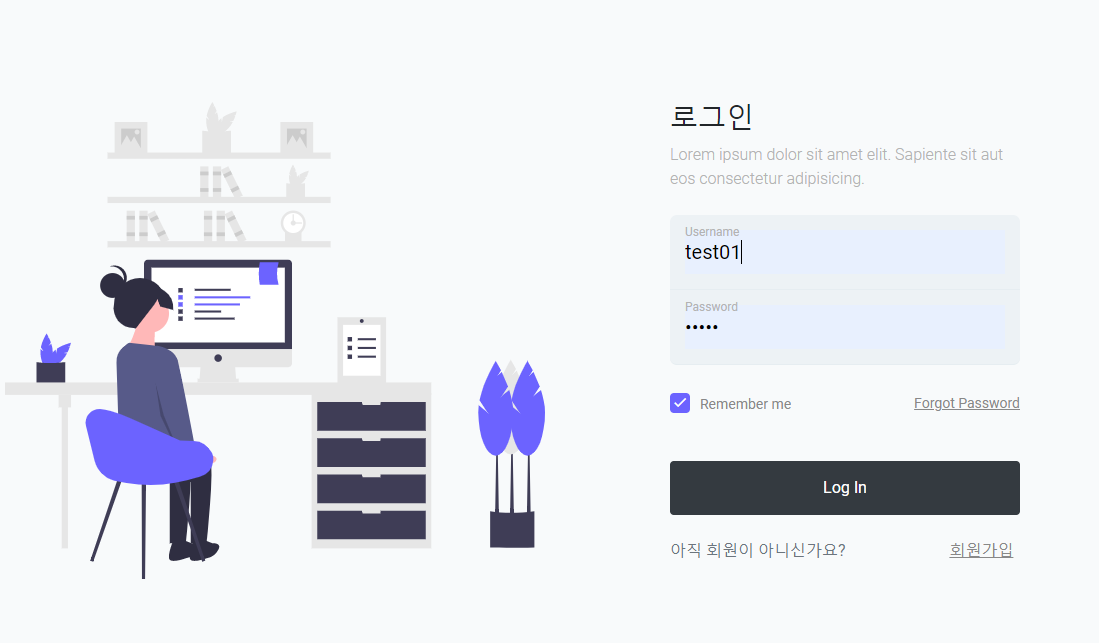 로그인
Lorem ipsum dolor sit amet elit. Sapiente sit aut
eos consectetur adipisicing.
Username
test01
Password
•••••
Remember me
Forgot Password
Log In
아직 회원이 아니신가요?
회원가입